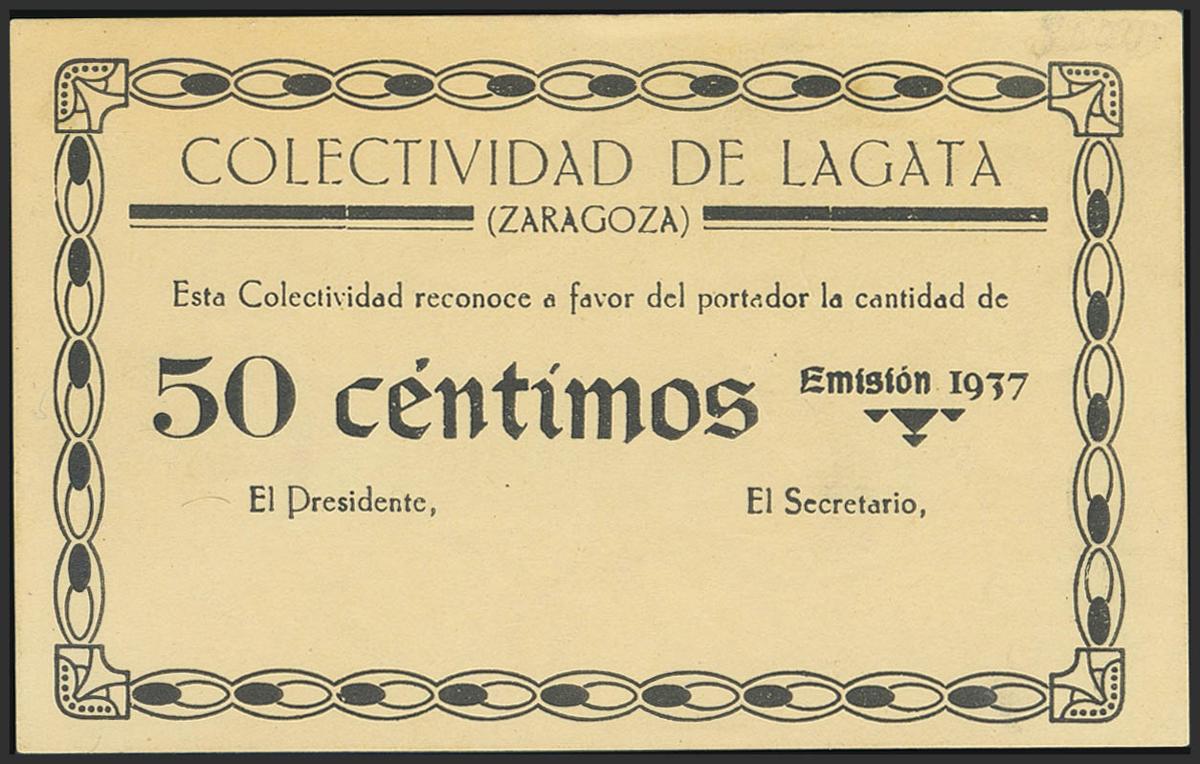 COLECTIVIDAD DE LAGATA
(ZARAGOZA)
Esta Colectividad reconoce a favor del portador la cantidad de
50 céntimos
Emisión 1937
El Presidente,
El Secretario,